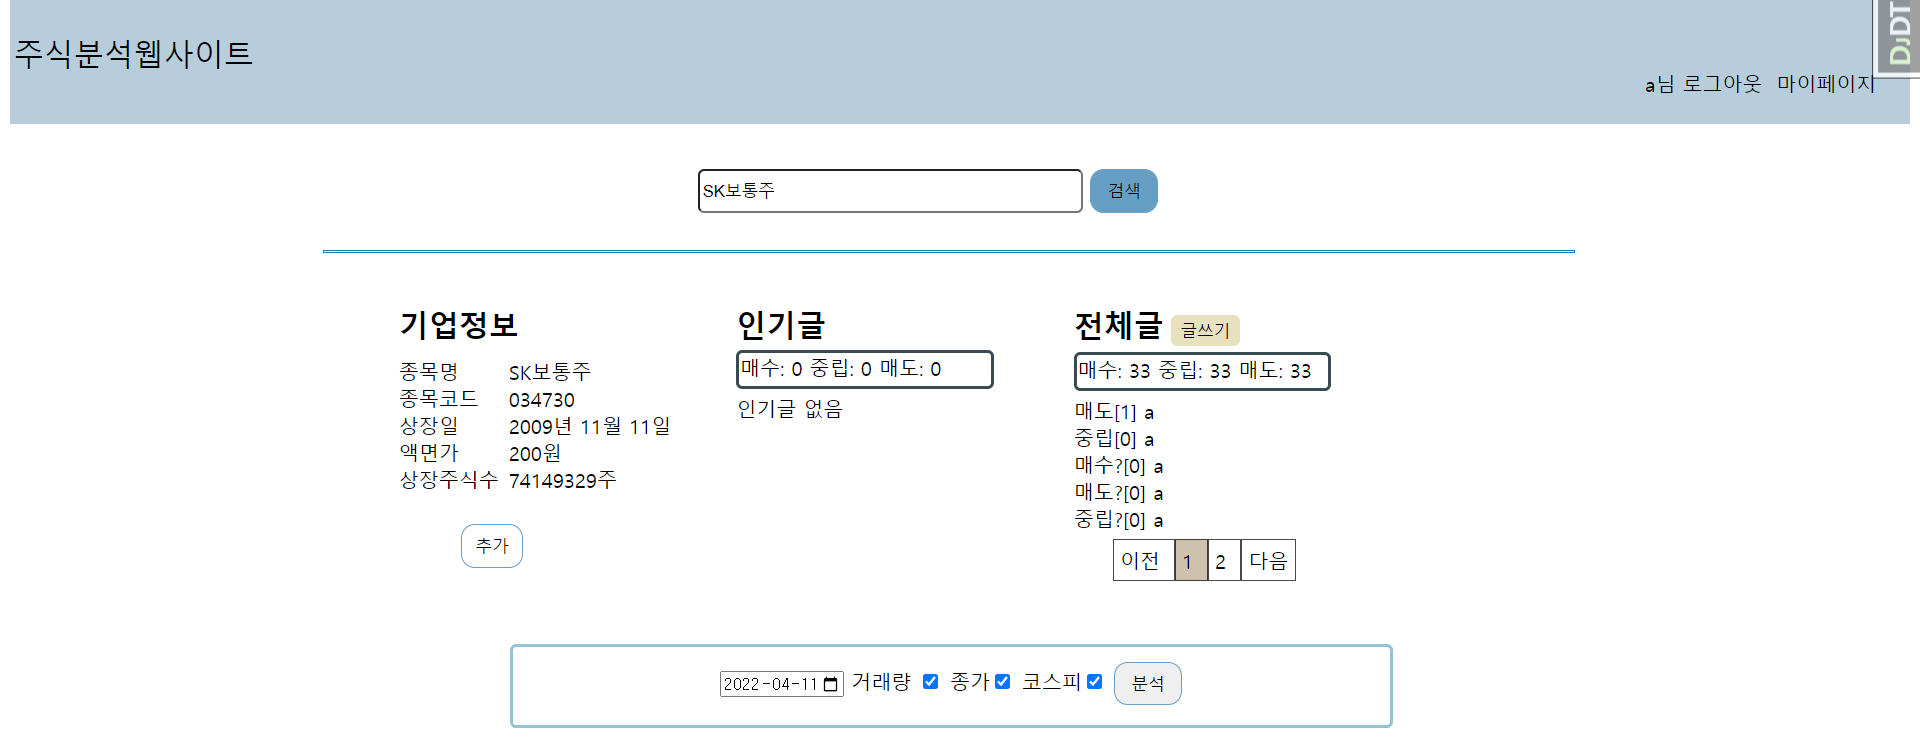 주식분석웹사이트
DJDT
a님 로그아웃 마이페이지
SK보통주 검색
기업정보
종목명 SK보통주
종목코드 034730
상장일 2009년 11월 11일
액면가 200원
상장주식수 74149329주
추가
인기글
매수: 0 중립: 0 매도: 0
인기글 없음
전체글 글쓰기
매수: 33 중립: 33 매도: 33
매도[1] a
중립[0] a
매수?[0] a
매도?[0] a
중립?[0] a
이전 1 2 다음
2022-04-11 거래량 종가 코스피 분석